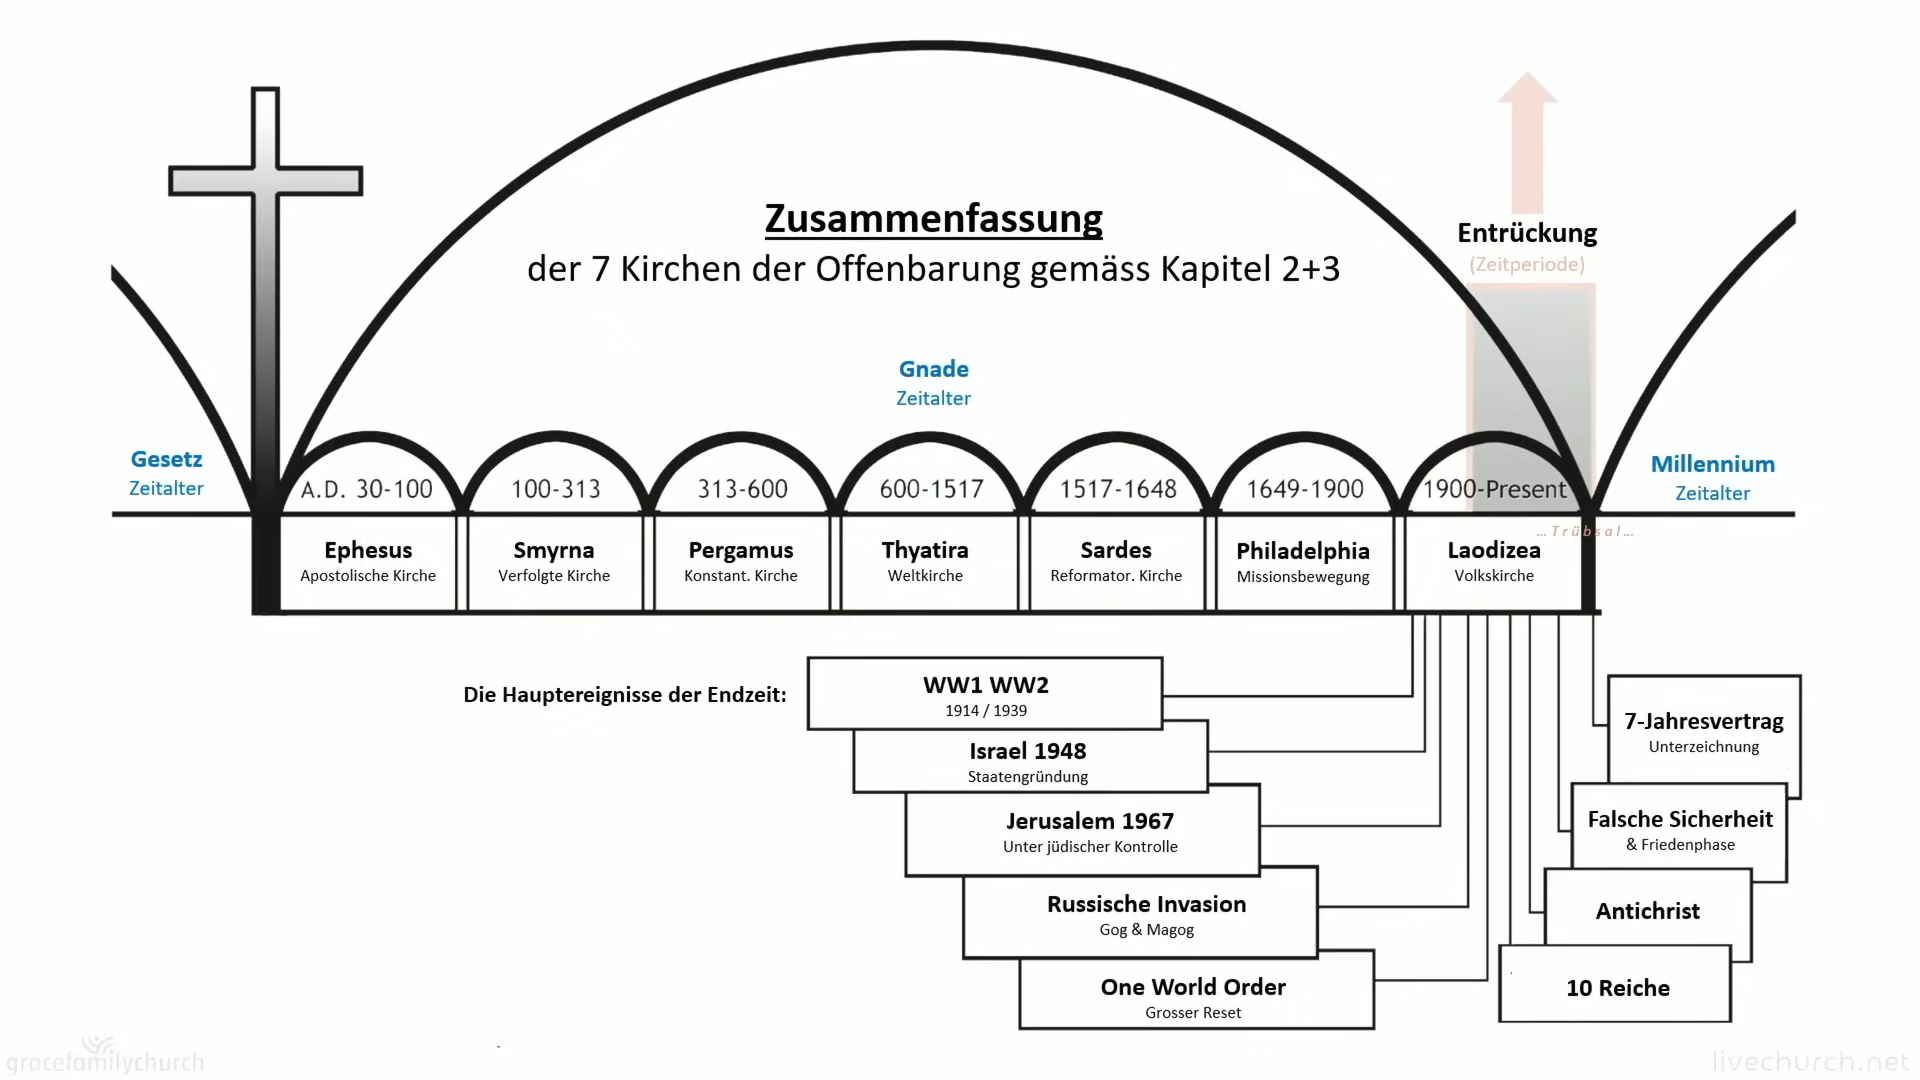 Zusammenfassung
der 7 Kirchen der Offenbarung gemäss Kapitel 2+3
Entrückung
(Zeitperiode)
Gnade
Zeitalter
Gesetz
Zeitalter
Millennium
Zeitalter
A.D. 30-100
100-313
313-600
600-1517
1517-1648
1649-1900
1900-Present
...Trübsal...
Ephesus
Apostolische Kirche
Smyrna
Verfolgte Kirche
Pergamus
Konstant. Kirche
Thyatira
Weltkirche
Sardes
Reformator. Kirche
Philadelphia
Missionsbewegung
Laodizea
Volkskirche
Die Hauptereignisse der Endzeit:
WW1 WW2
1914 / 1939
Israel 1948
Staatengründung
Jerusalem 1967
Unter jüdischer Kontrolle
Russische Invasion
Gog & Magog
One World Order
Grosser Reset
7-Jahresvertrag
Unterzeichnung
Falsche Sicherheit
& Friedenphase
Antichrist
10 Reiche
gracefamilychurch
livechurch.net